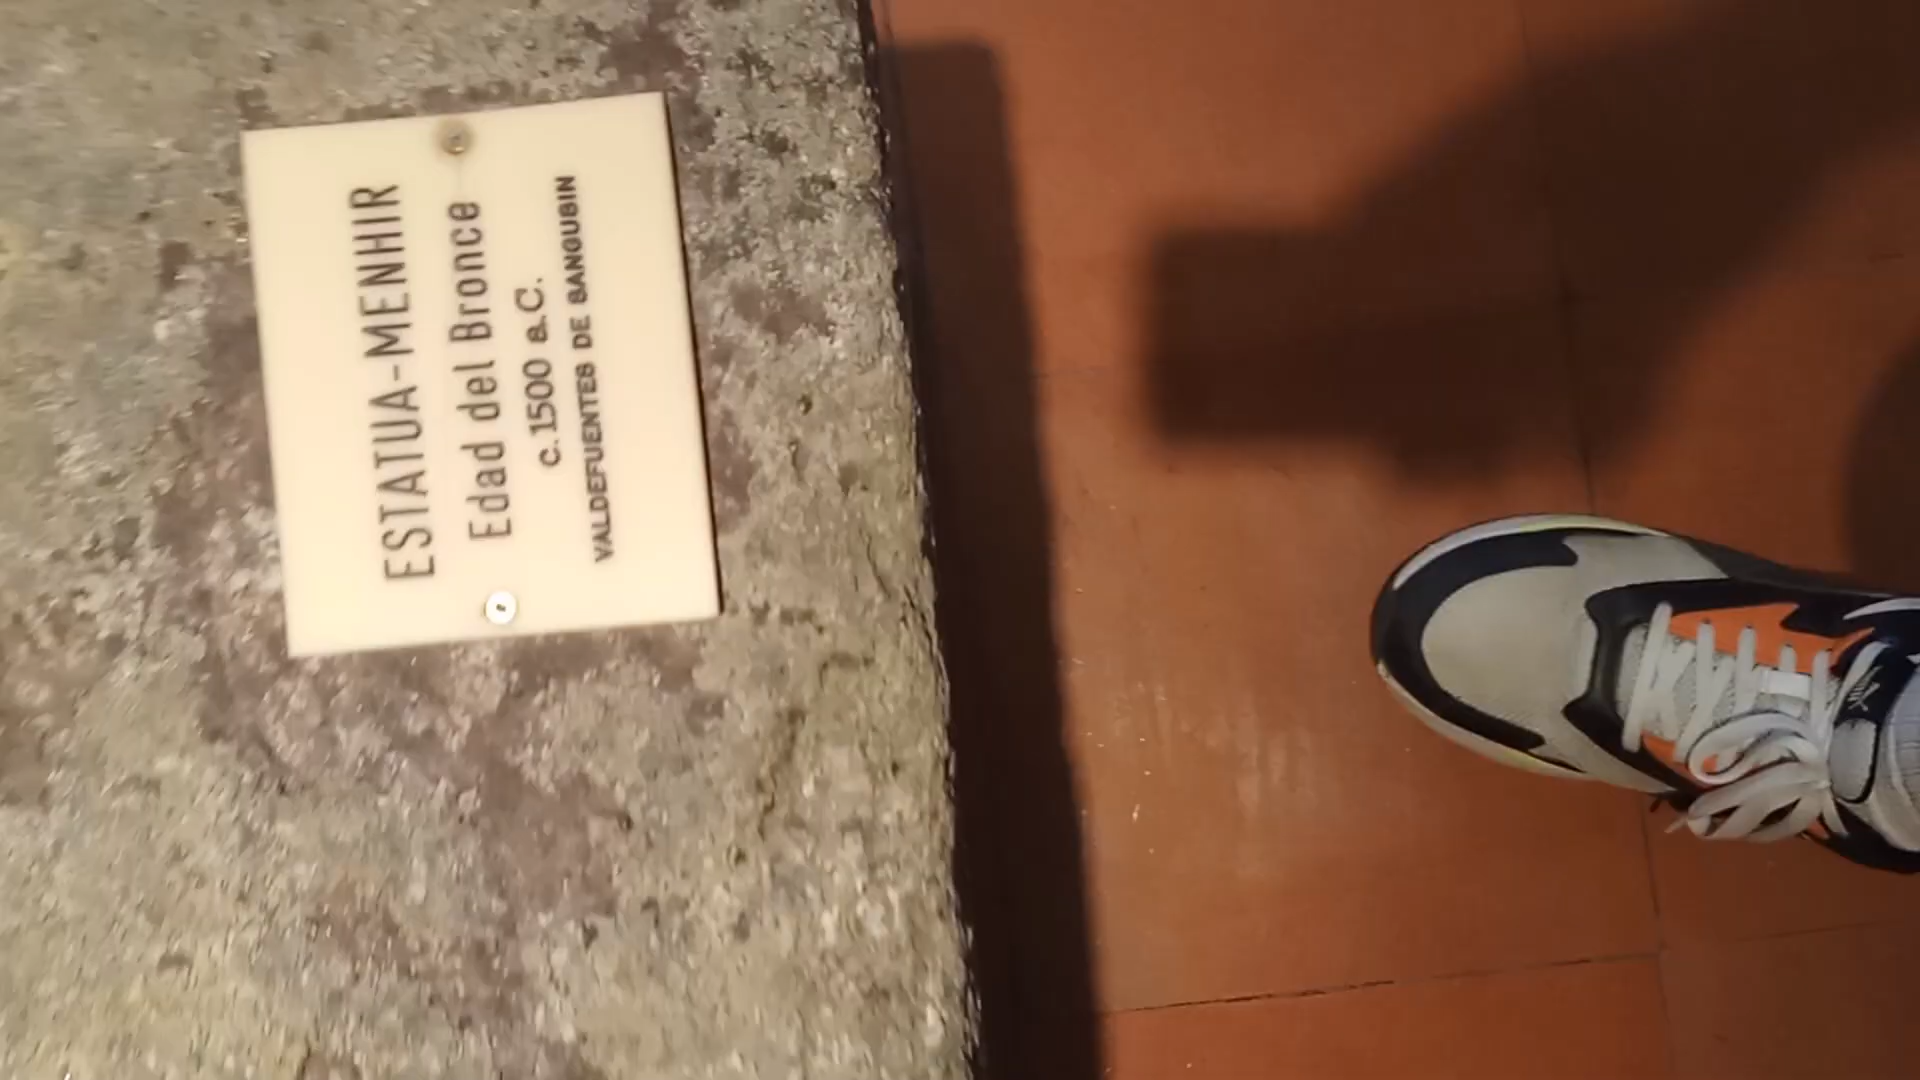 ESTATUA-MENHIR
Edad del Bronce
c. 1500 a.C.
VALDEFUENTES DE SANGUSIN